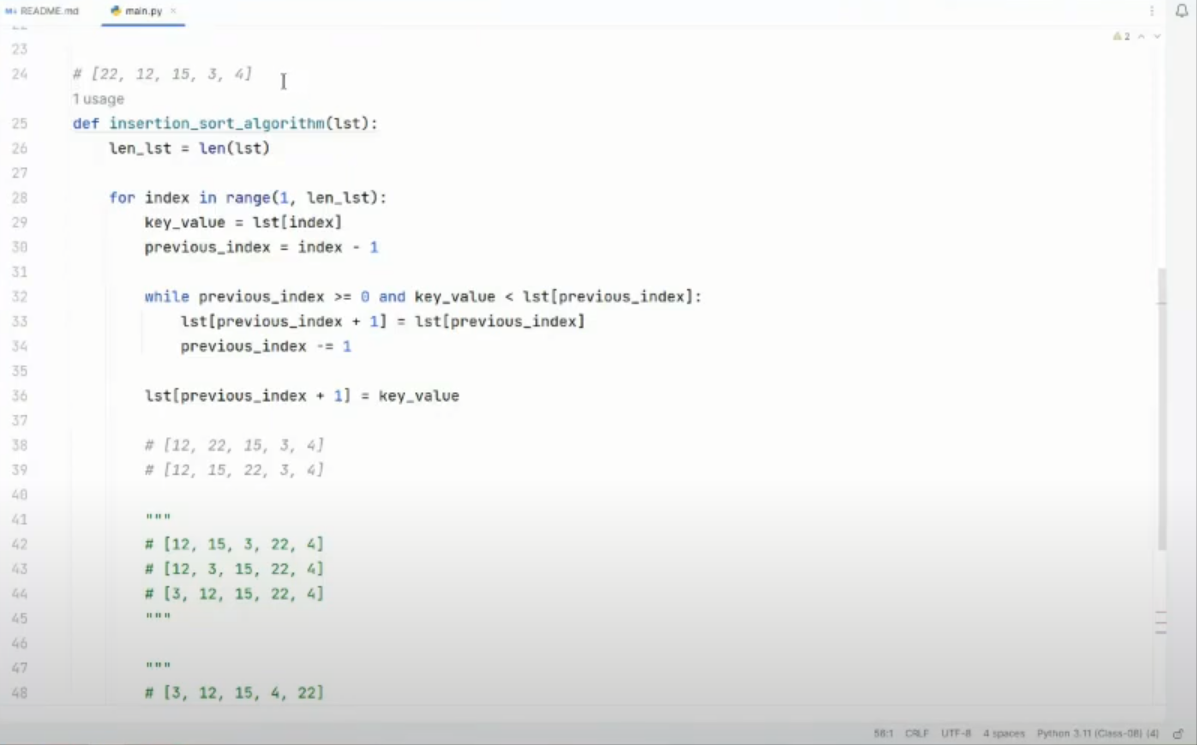 M↓ README.md main.py ×
⚠2
23
24 # [22, 12, 15, 3, 4]
1 usage
25 def insertion_sort_algorithm(lst):
26 len_lst = len(lst)
27
28 for index in range(1, len_lst):
29 key_value = lst[index]
30 previous_index = index - 1
31
32 while previous_index >= 0 and key_value < lst[previous_index]:
33 lst[previous_index + 1] = lst[previous_index]
34 previous_index -= 1
35
36 lst[previous_index + 1] = key_value
37
38 # [12, 22, 15, 3, 4]
39 # [12, 15, 22, 3, 4]
40
41 """
42 # [12, 15, 3, 22, 4]
43 # [12, 3, 15, 22, 4]
44 # [3, 12, 15, 22, 4]
45 """
46
47 """
48 # [3, 12, 15, 4, 22]
56:1 CRLF UTF-8 4 spaces Python 3.11 (Class-08) (4)